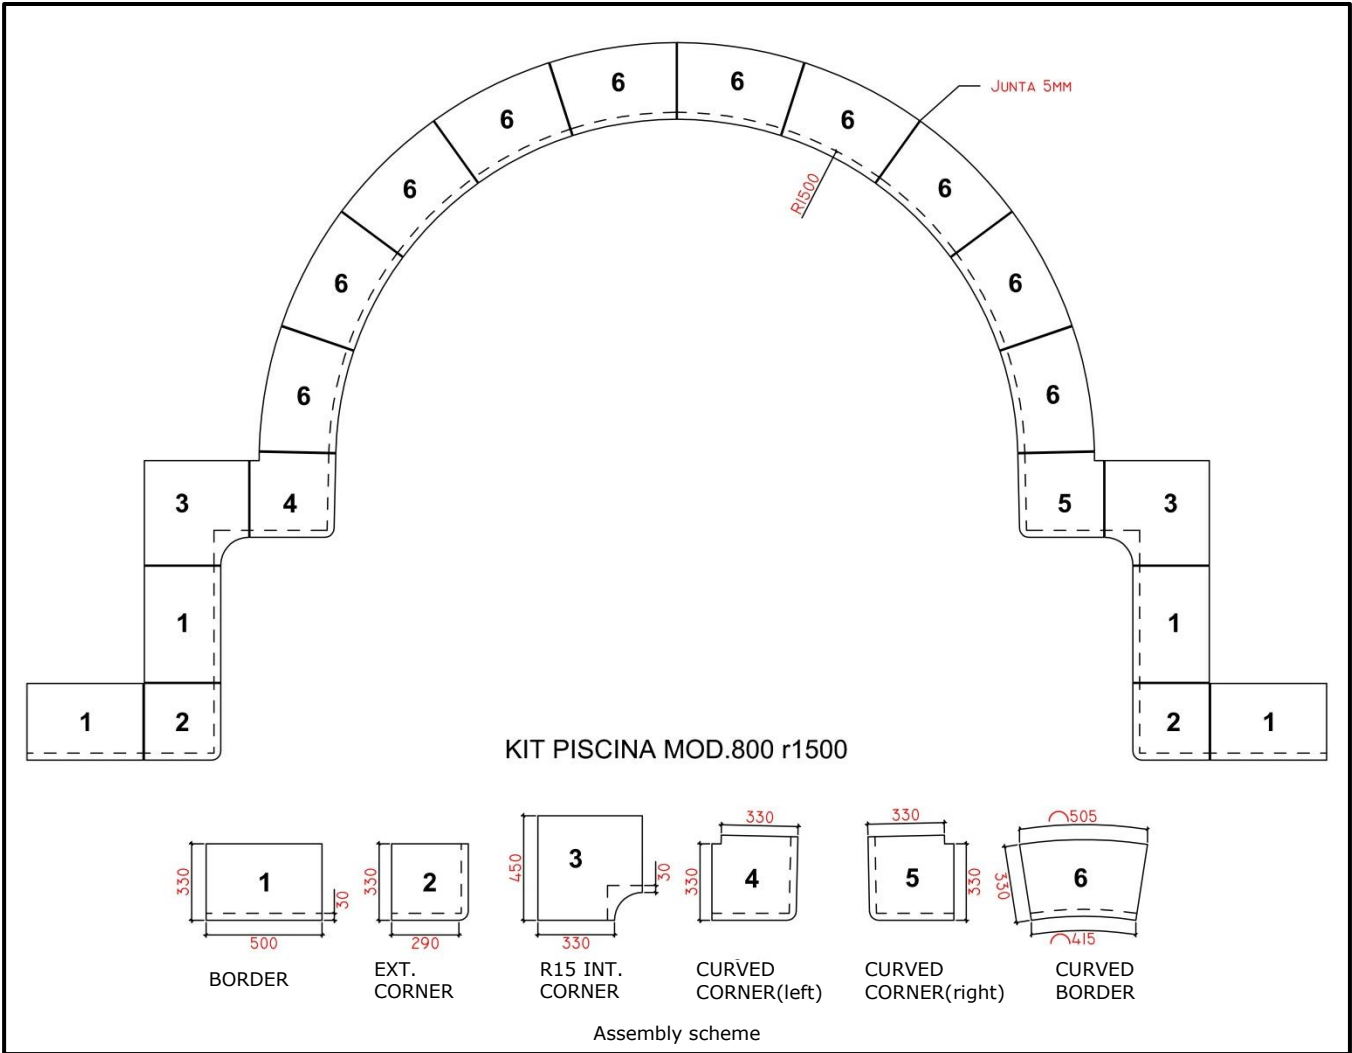 6
6
6
6
JUNTA 5MM
6
6
6
6
R1500
6
6
3
4
5
3
1
1
1
2
2
1
KIT PISCINA MOD.800 r1500
330
1
30
500
BORDER
330
2
290
EXT.
CORNER
450
3
30
330
R15 INT.
CORNER
330
330
4
CURVED
CORNER(left)
330
5
330
CURVED
CORNER(right)
505
330
6
415
CURVED
BORDER
Assembly scheme